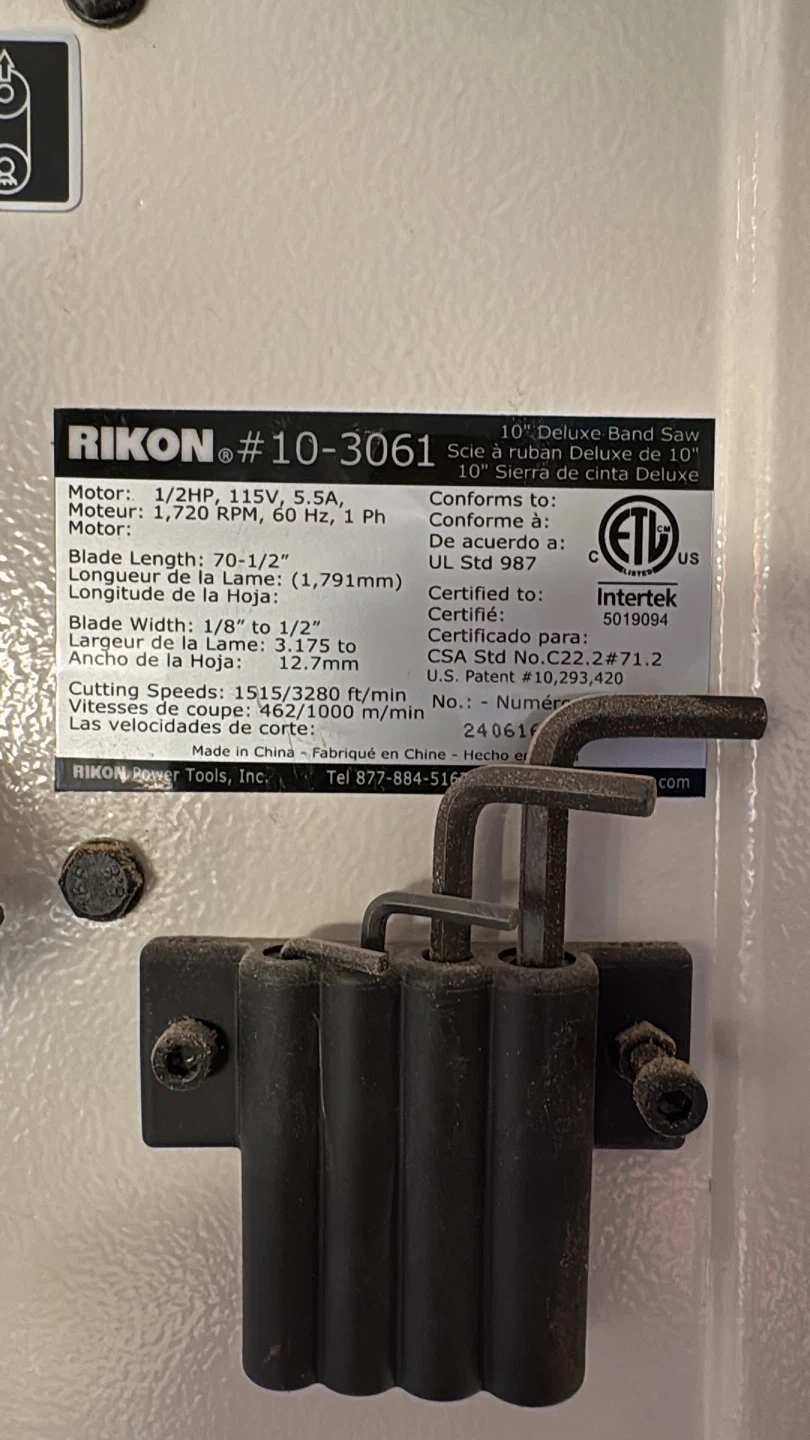 RIKON® #10-3061
10" Deluxe Band Saw
Scie à ruban Deluxe de 10"
10" Sierra de cinta Deluxe
Motor: 1/2HP, 115V, 5.5A,
Moteur: 1,720 RPM, 60 Hz, 1 Ph
Motor:
Blade Length: 70-1/2"
Longueur de la Lame: (1,791mm)
Longitude de la Hoja:
Blade Width: 1/8" to 1/2"
Largeur de la Lame: 3.175 to
Ancho de la Hoja: 12.7mm
Cutting Speeds: 1515/3280 ft/min
Vitesses de coupe: 462/1000 m/min
Las velocidades de corte:
Conforms to:
Conforme à:
De acuerdo a:
UL Std 987
Certified to:
Certifié:
Certificado para:
CSA Std No.C22.2#71.2
U.S. Patent #10,293,420
No.: - Numéro
24061
C ETL CM US
LISTED
Intertek
5019094
Made in China - Fabriqué en Chine - Hecho en
RIKON Power Tools, Inc. Tel 877-884-516 com